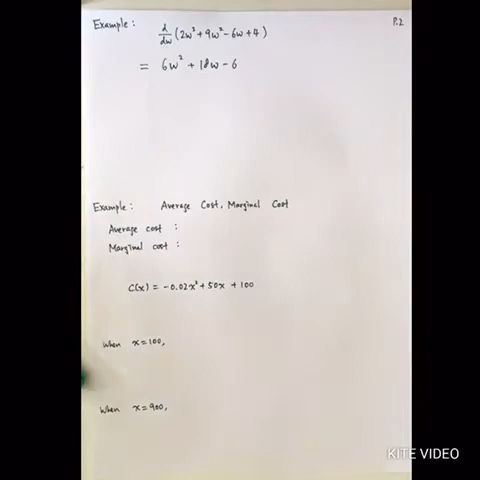 P.2
Example: d/dw (2w³+9w²-6w+4)
= 6w² + 18w - 6
Example: Average Cost, Marginal Cost
Average cost :
Marginal cost :
C(x) = -0.02x² + 50x + 100
When x=100,
When x=900,
KITE VIDEO